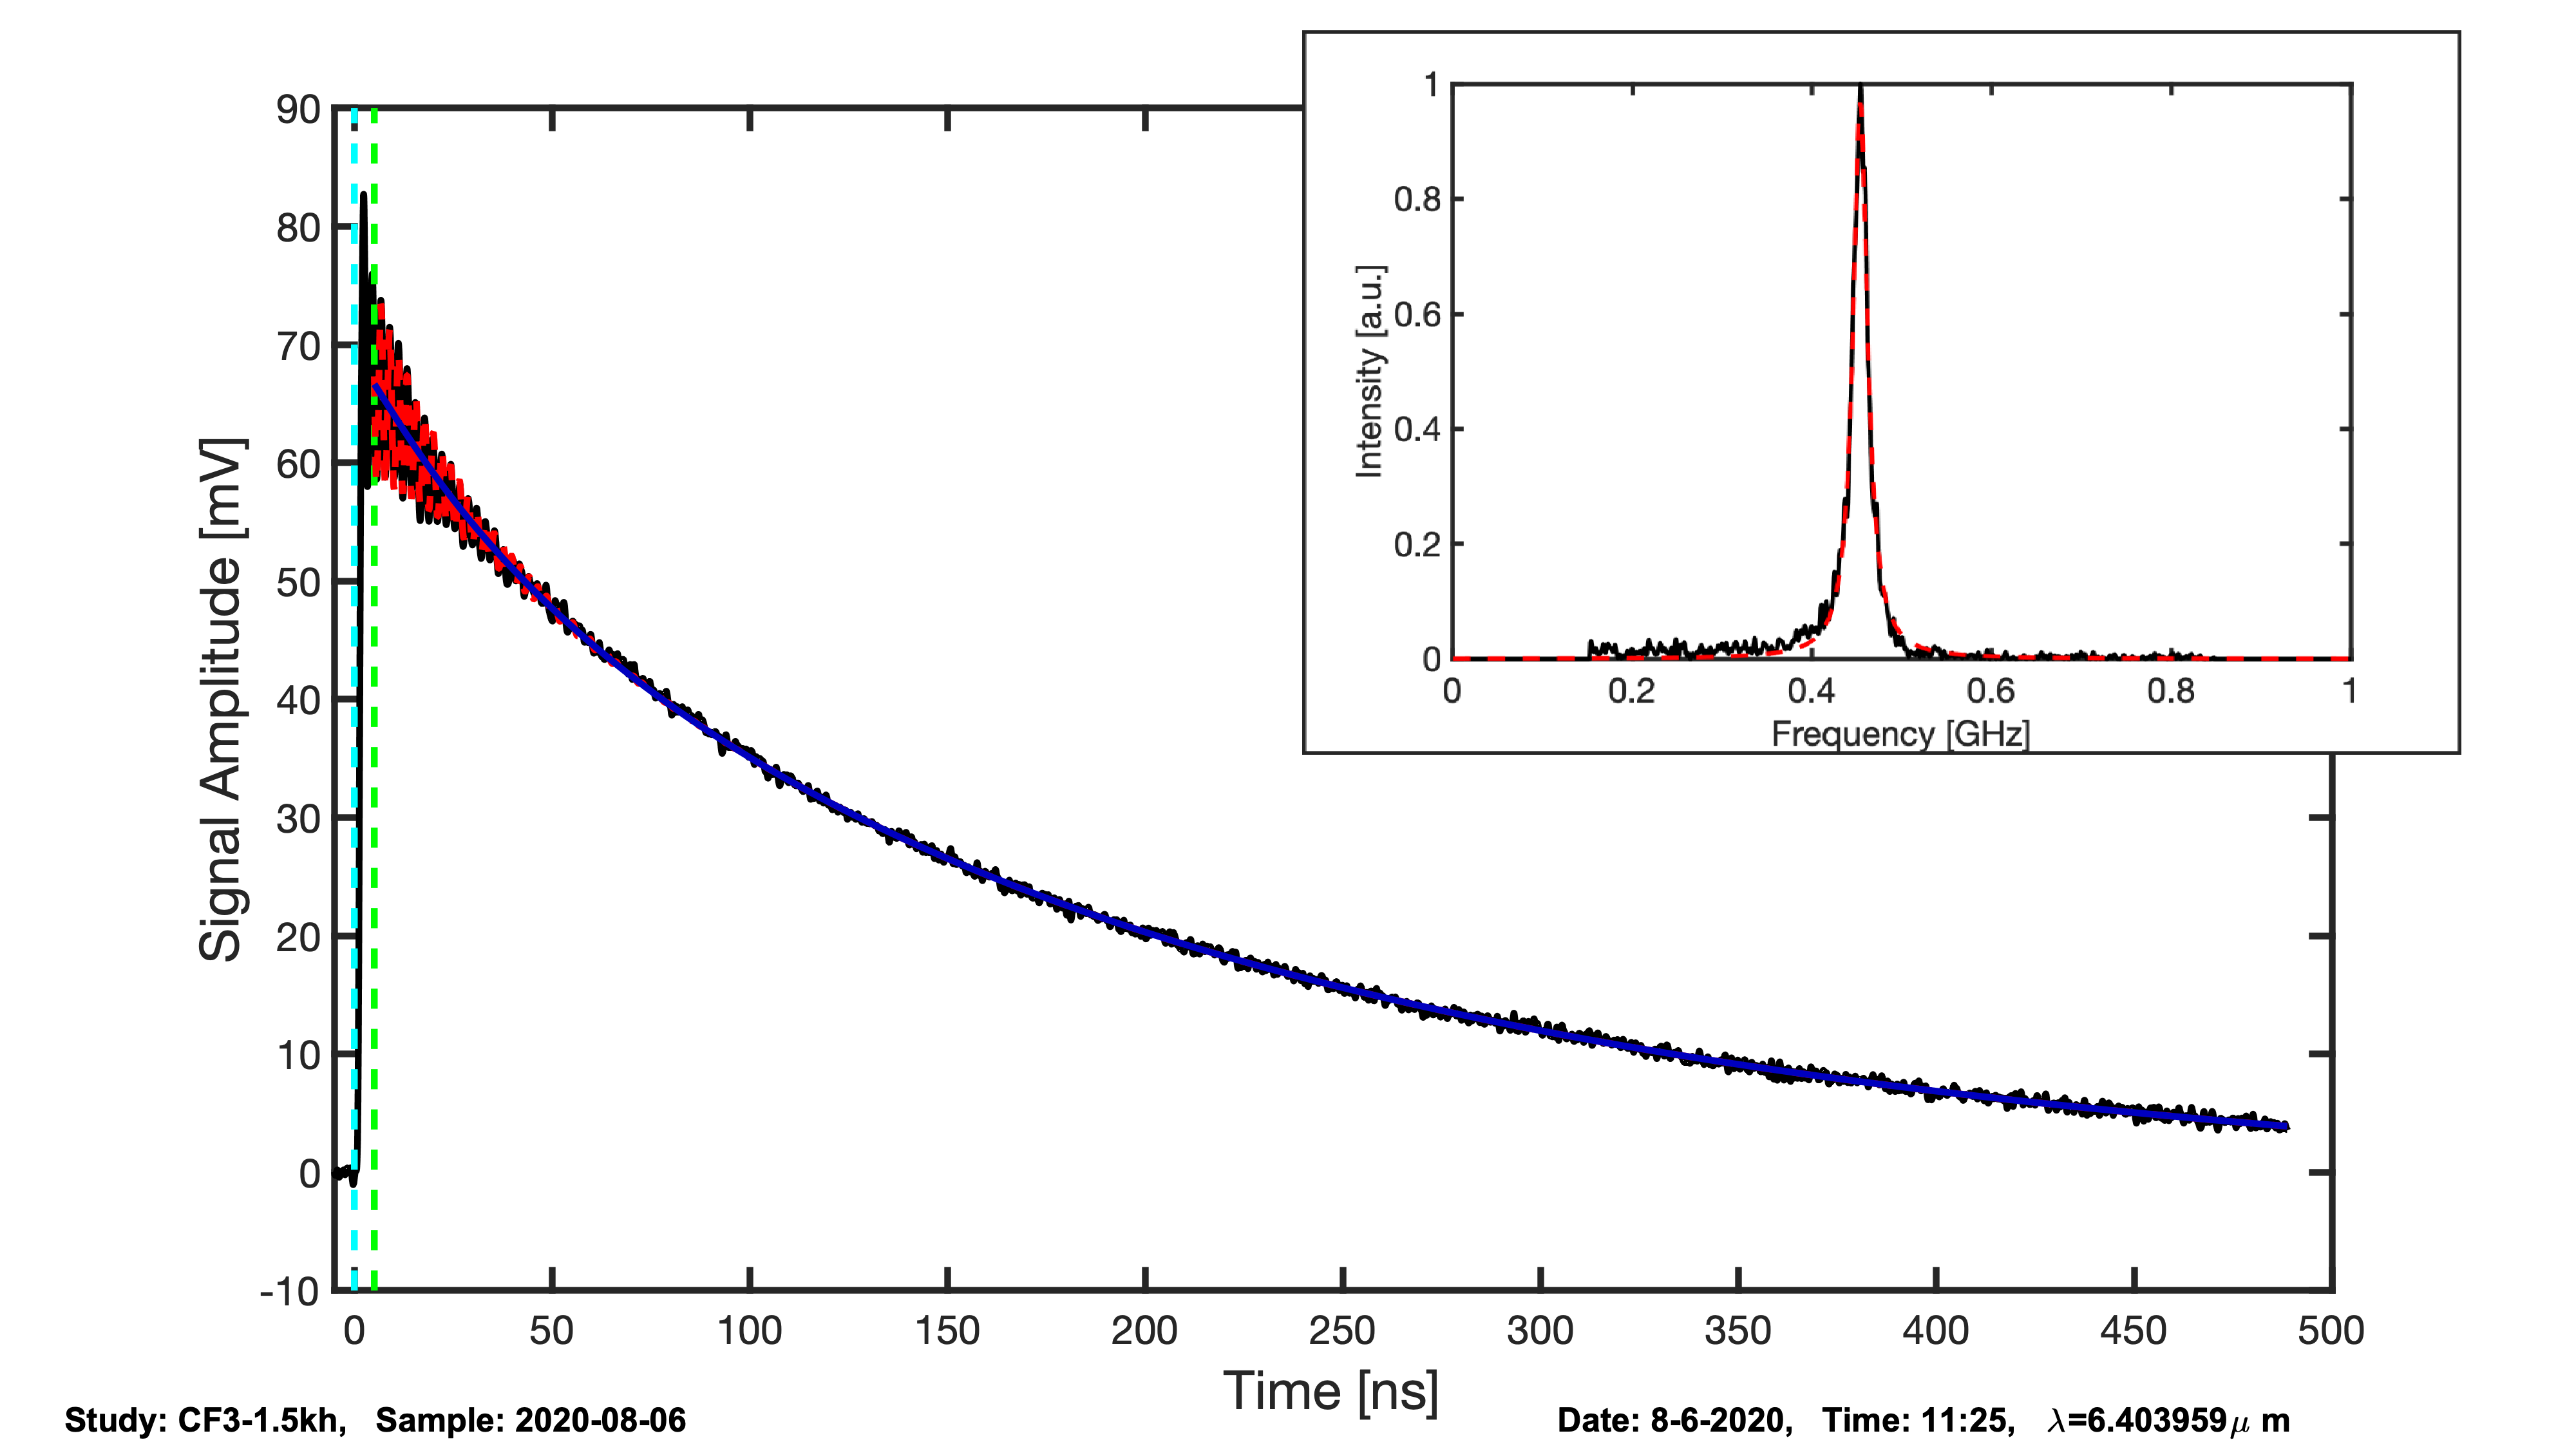 90
80
70
60
50
40
30
20
10
0
-10
Signal Amplitude [mV]
0 50 100 150 200 250 300 350 400 450 500
Time [ns]
1
0.8
0.6
0.4
0.2
0
Intensity [a.u.]
0 0.2 0.4 0.6 0.8 1
Frequency [GHz]
Study: CF3-1.5kh, Sample: 2020-08-06
Date: 8-6-2020, Time: 11:25, λ=6.403959μ m